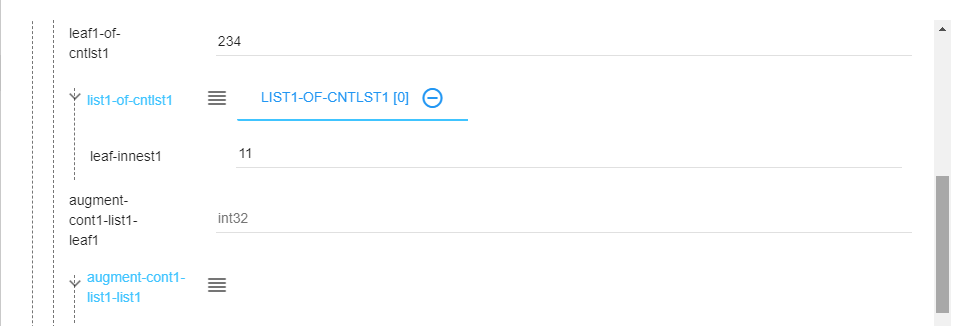 leaf1-of-
cntlst1
234
list1-of-cntlst1
LIST1-OF-CNTLST1 [0]
leaf-innest1
11
augment-
cont1-list1-
leaf1
int32
augment-cont1-
list1-list1